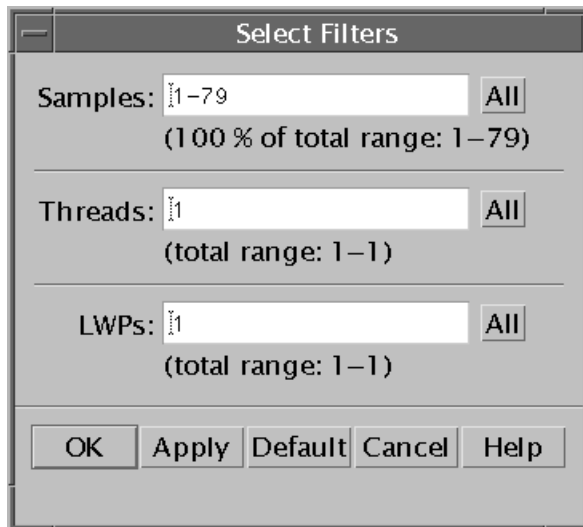 Select Filters
Samples: 1-79 All
(100 % of total range: 1-79)
Threads: 1 All
(total range: 1-1)
LWPs: 1 All
(total range: 1-1)
OK Apply Default Cancel Help